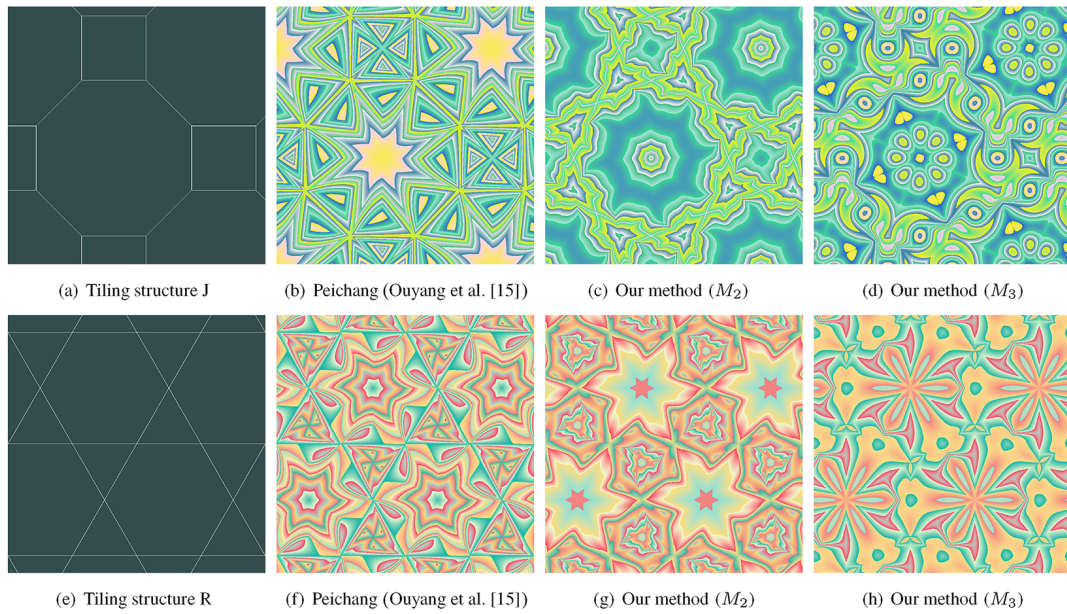 (a) Tiling structure J
(b) Peichang (Ouyang et al. [15])
(c) Our method (M₂)
(d) Our method (M₃)
(e) Tiling structure R
(f) Peichang (Ouyang et al. [15])
(g) Our method (M₂)
(h) Our method (M₃)